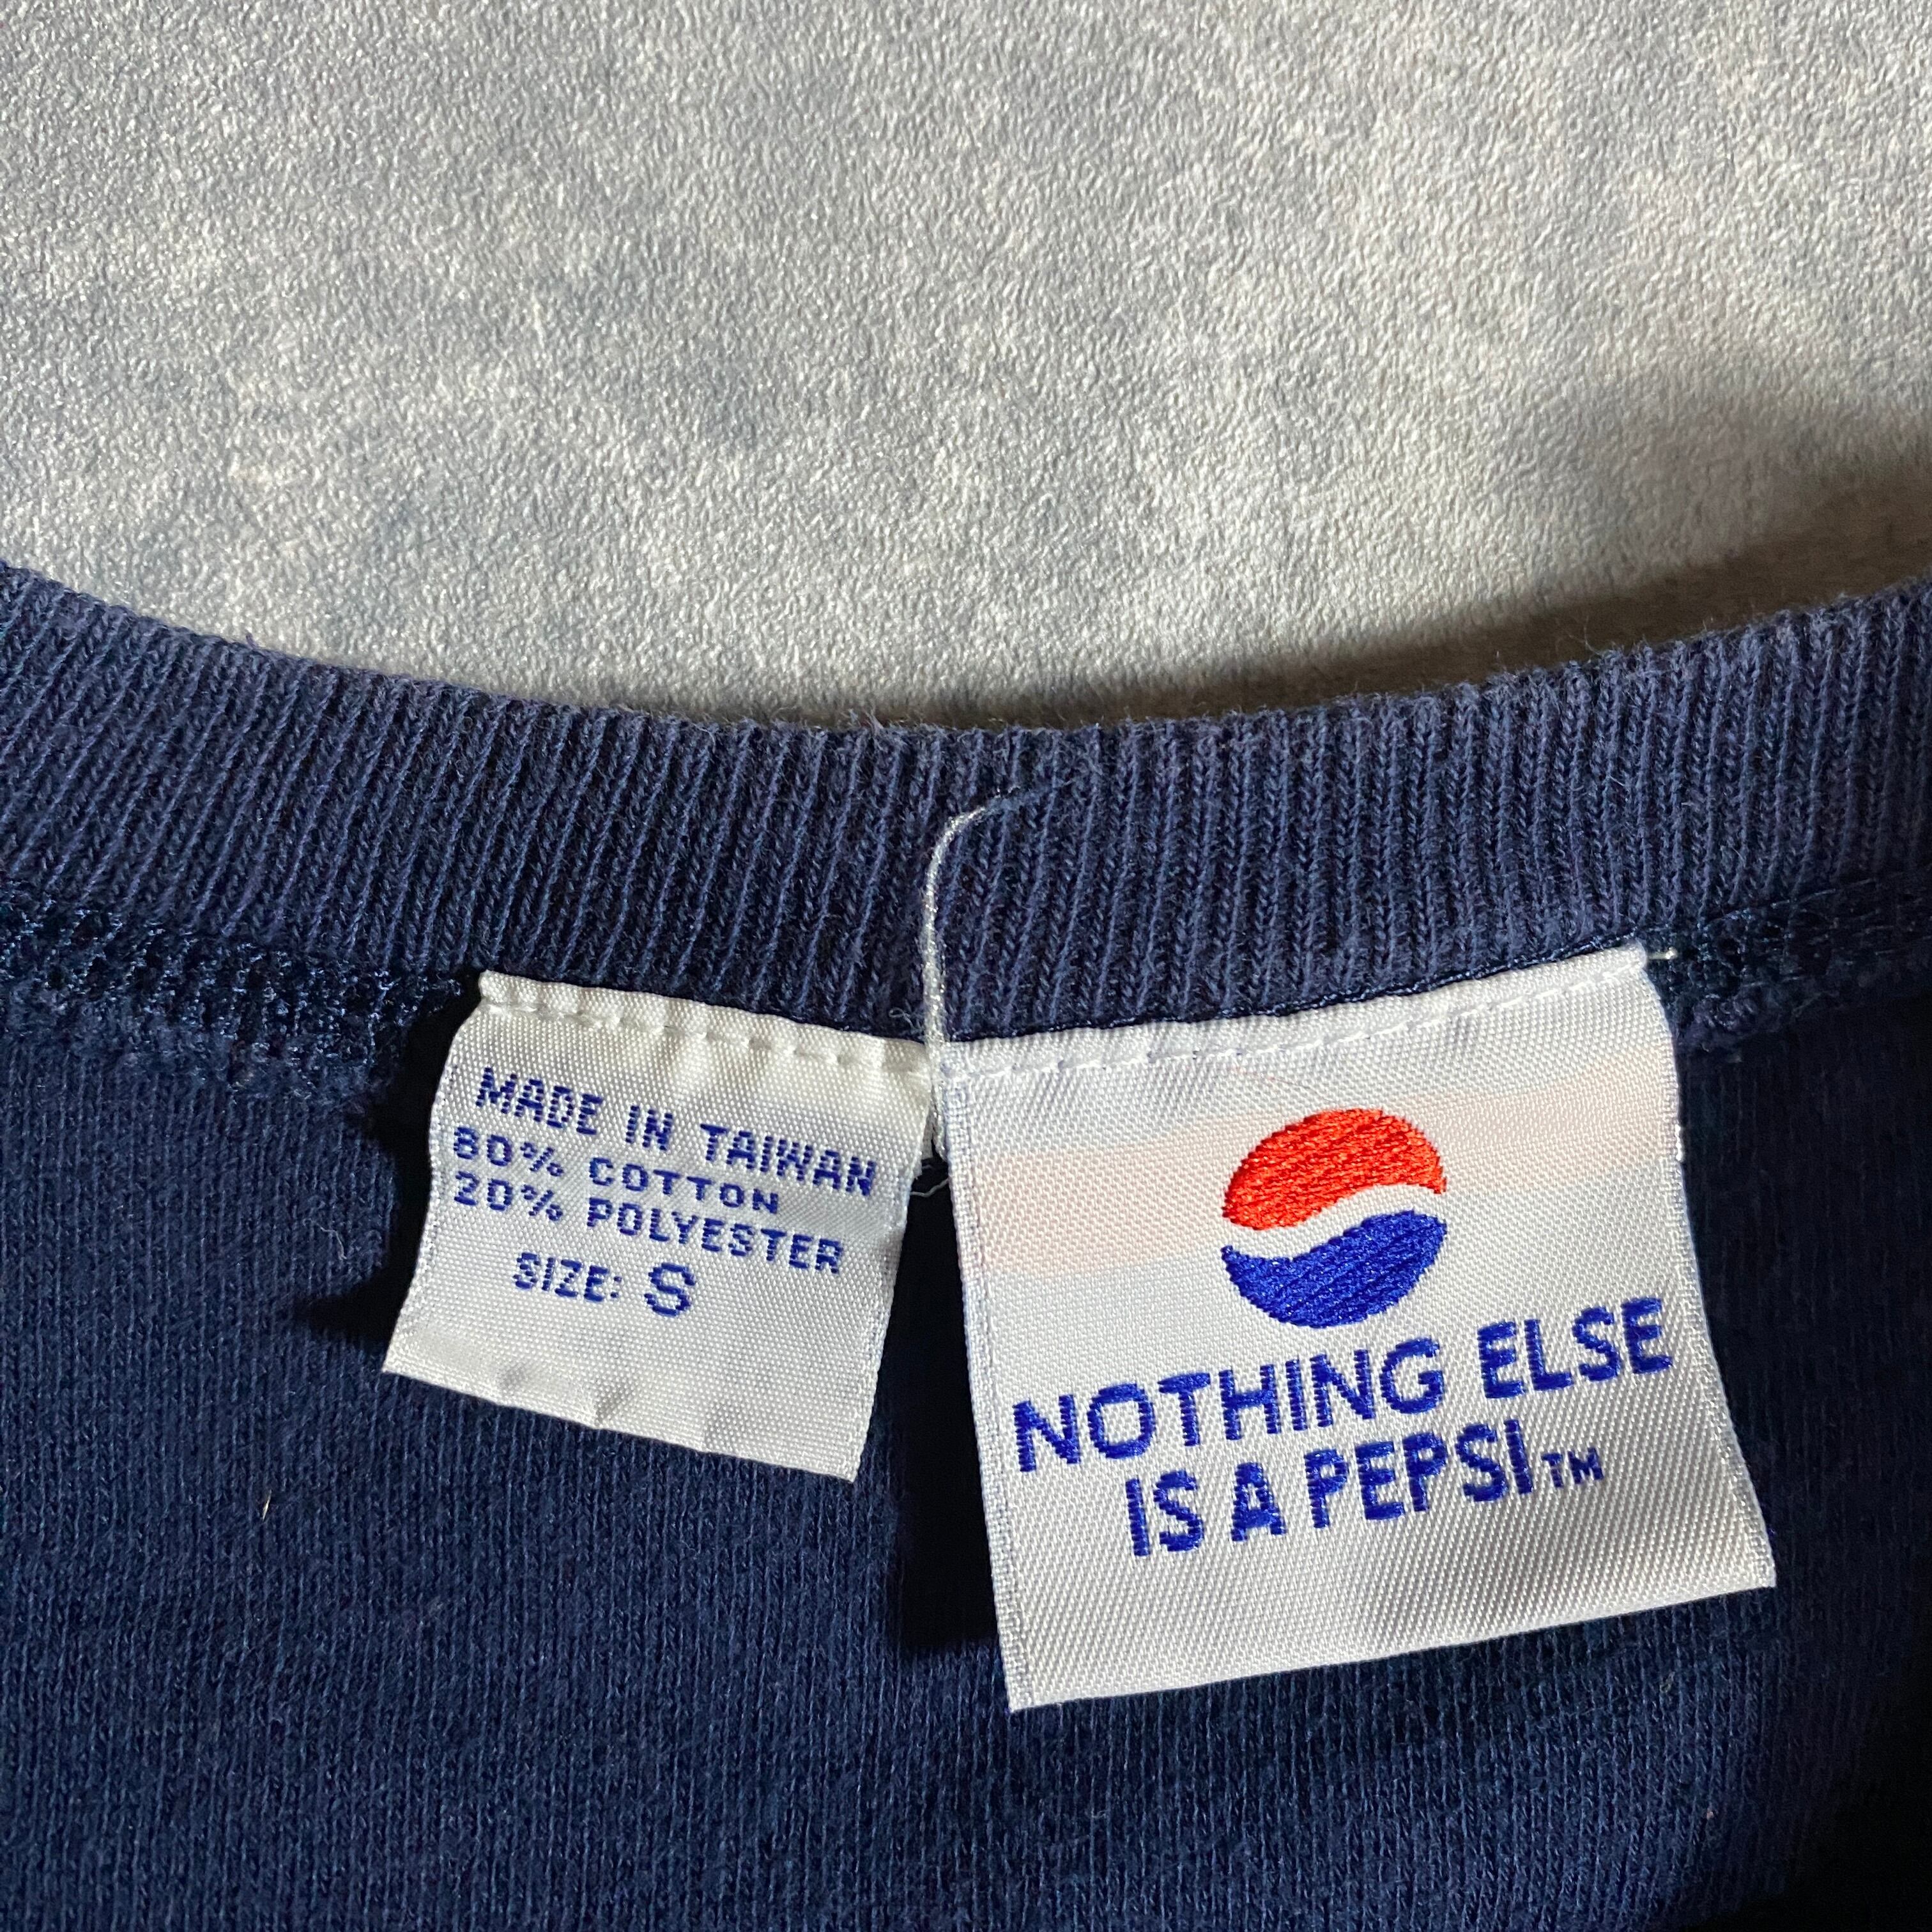 MADE IN TAIWAN
80% COTTON
20% POLYESTER
SIZE: S
NOTHING ELSE
IS A PEPSI™